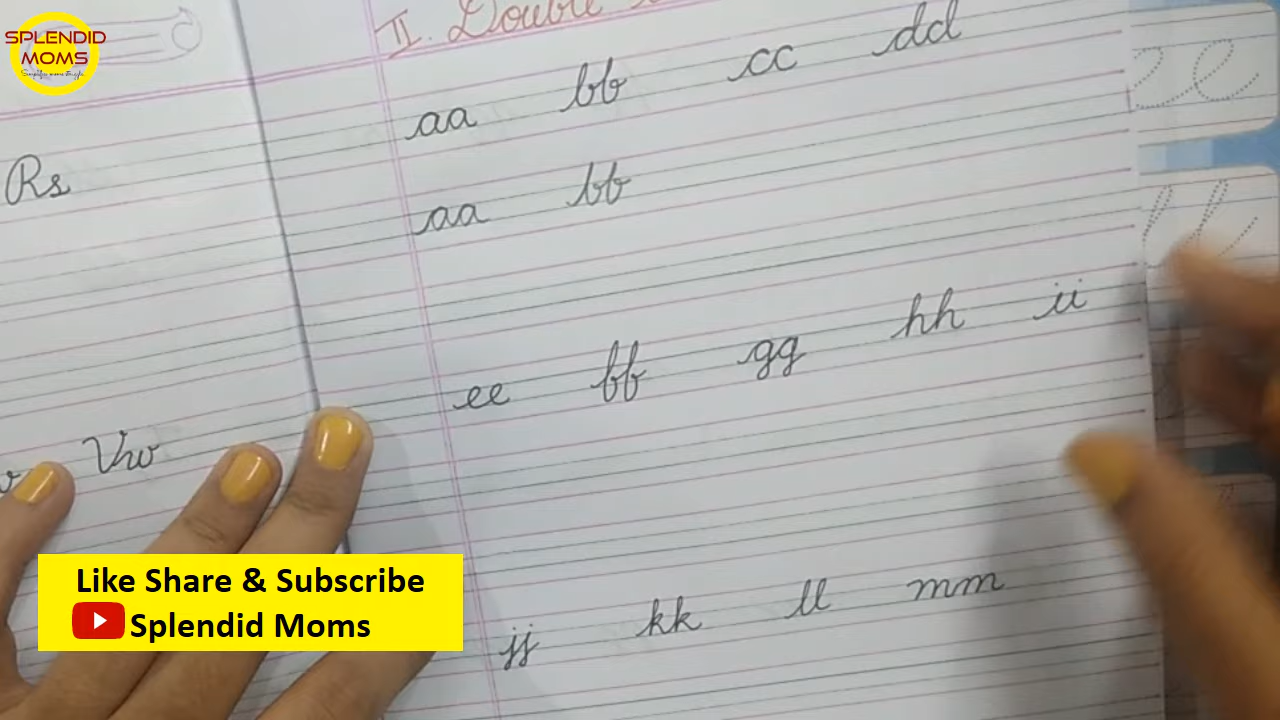 SPLENDID
MOMS
II. Double
aa bb cc dd
Rs
aa bb
ee ff gg hh ii
Vw
jj kk ll mm
Like Share & Subscribe
Splendid Moms